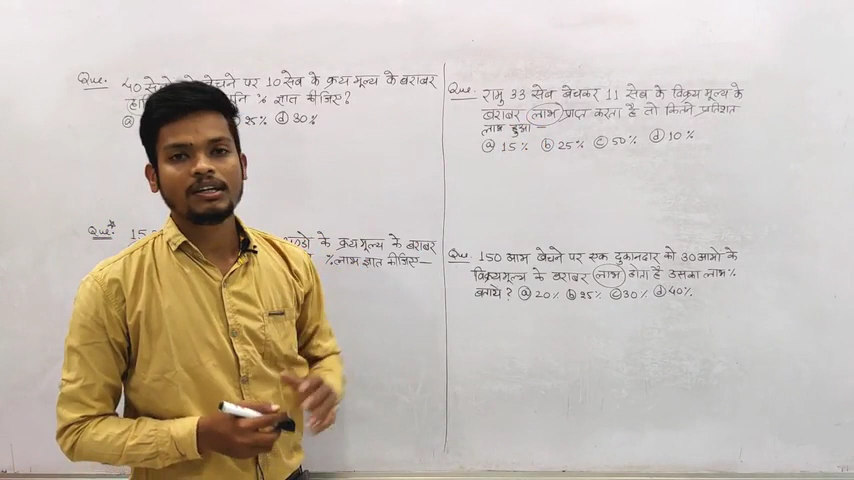 Que. 40 बेचने पर 10 सेब के क्रय मूल्य के बराबर
% ज्ञात कीजिए?
ⓐ 25% ⓓ 30%
Que. 15
के क्रयमूल्य के बराबर
% लाभ ज्ञात कीजिए—
Que. रामु 33 सेब बेचकर 11 सेब के विक्रय मूल्य के
बराबर लाभ प्राप्त करता है तो कितने प्रतिशत
लाभ हुआ —
ⓐ 15% ⓑ 25% ⓒ 50% ⓓ 10%
Que. 150 आम बेचने पर एक दुकानदार को 30 आमो के
विक्रयमूल्य के बराबर लाभ होता है उसका लाभ%
बताये? ⓐ 20% ⓑ 25% ⓒ 30% ⓓ 40%